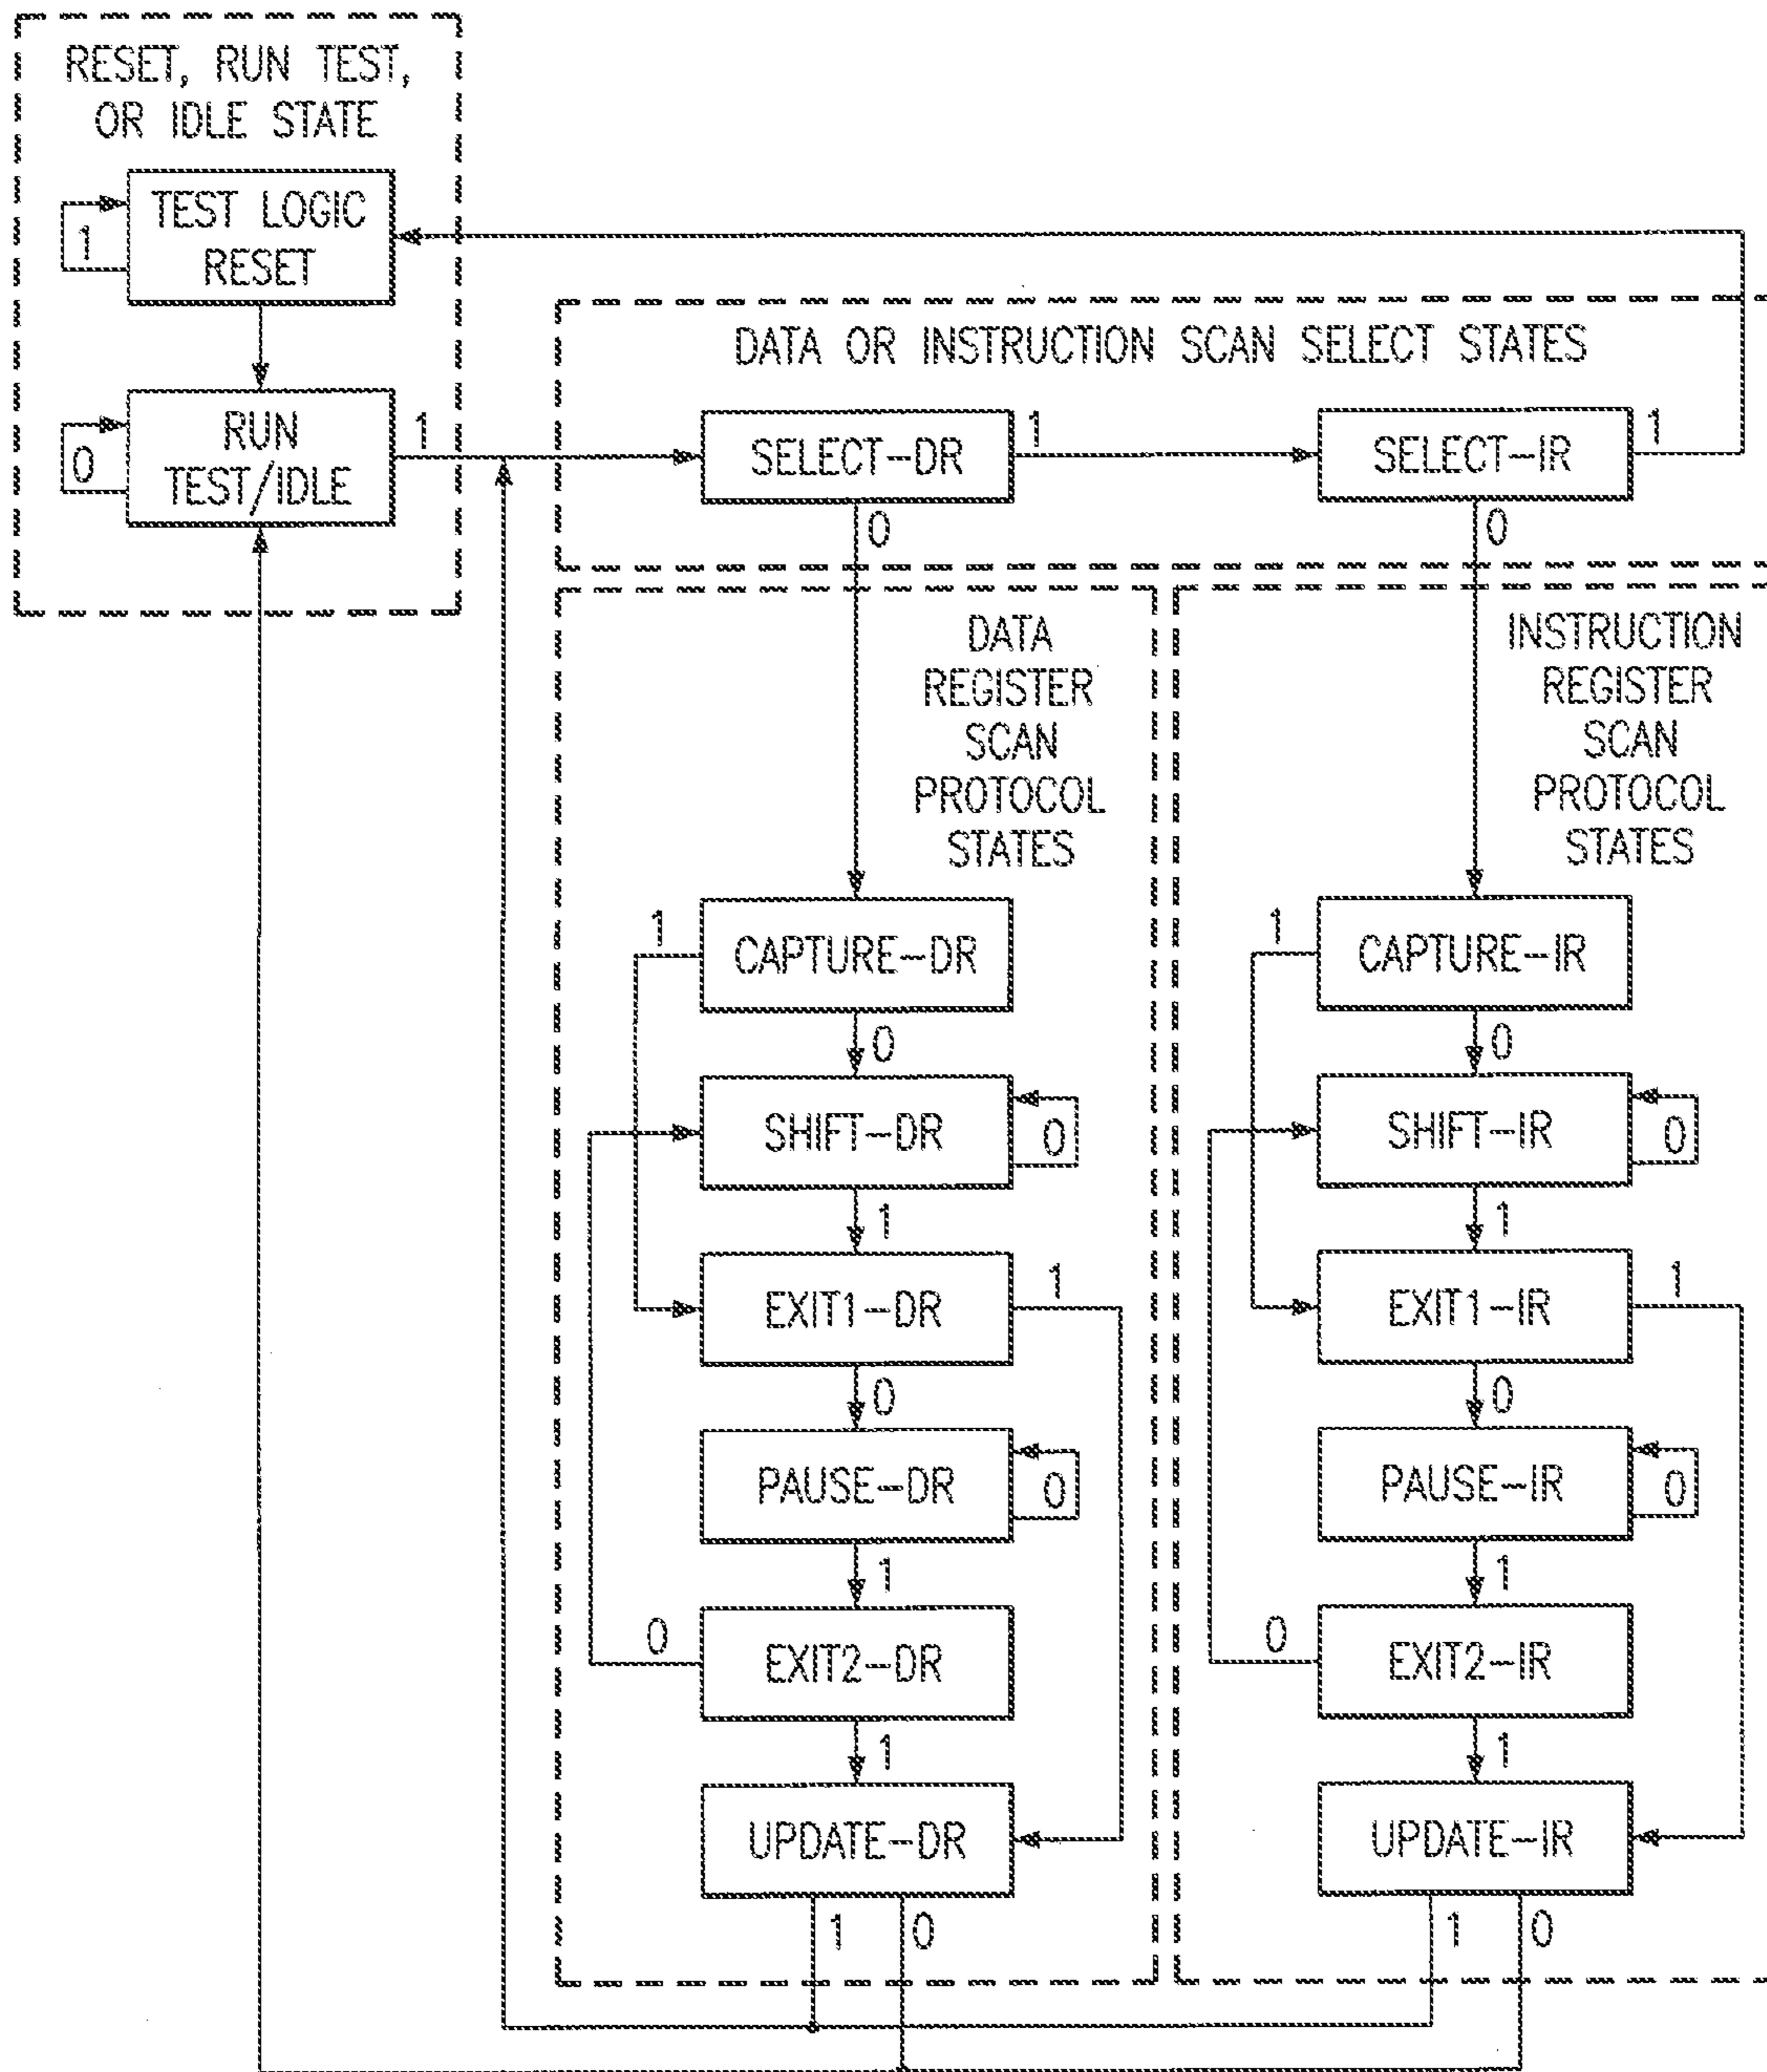 RESET, RUN TEST,
OR IDLE STATE
TEST LOGIC
RESET
1
RUN
TEST/IDLE
0
1
DATA OR INSTRUCTION SCAN SELECT STATES
SELECT-DR
1
0
SELECT-IR
1
0
DATA
REGISTER
SCAN
PROTOCOL
STATES
CAPTURE-DR
1
0
SHIFT-DR
0
1
EXIT1-DR
1
0
PAUSE-DR
0
1
EXIT2-DR
0
1
UPDATE-DR
1
0
INSTRUCTION
REGISTER
SCAN
PROTOCOL
STATES
CAPTURE-IR
1
0
SHIFT-IR
0
1
EXIT1-IR
1
0
PAUSE-IR
0
1
EXIT2-IR
0
1
UPDATE-IR
1
0